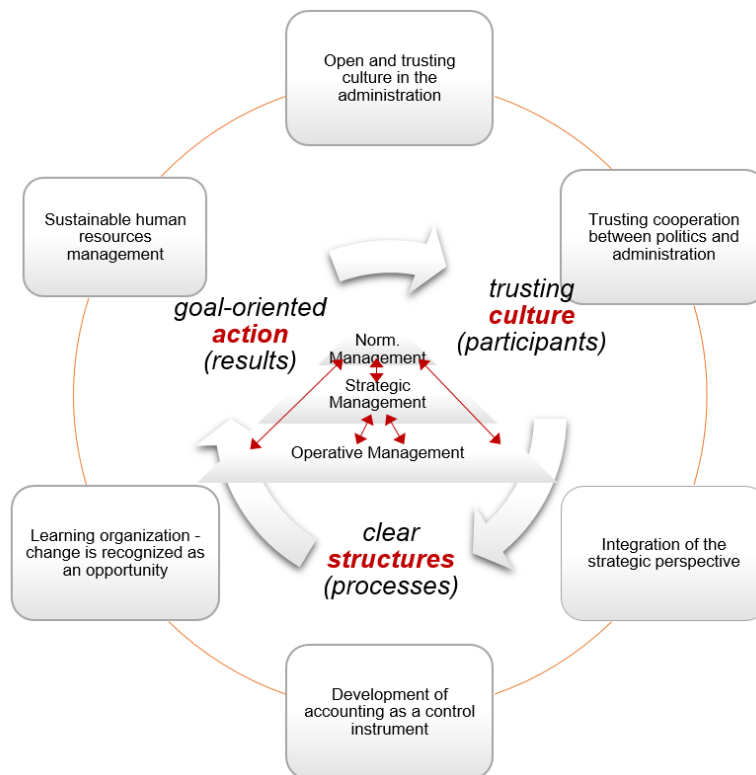 Open and trusting
culture in the
administration
Sustainable human
resources
management
Trusting cooperation
between politics and
administration
goal-oriented
action
(results)
trusting
culture
(participants)
Norm.
Management
Strategic
Management
Operative Management
clear
structures
(processes)
Learning organization -
change is recognized as
an opportunity
Integration of the
strategic perspective
Development of
accounting as a control
instrument